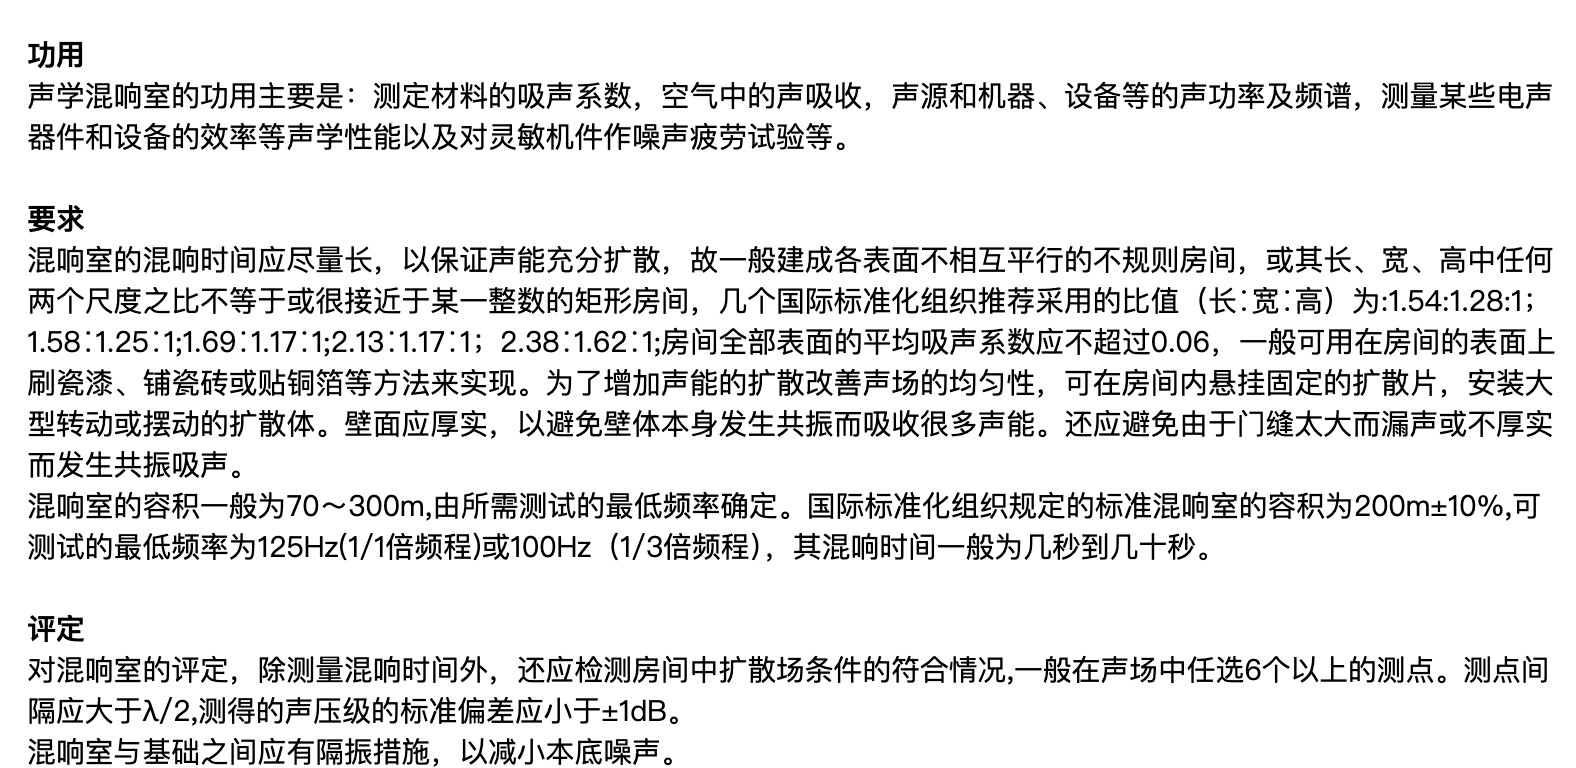 功用
声学混响室的功用主要是：测定材料的吸声系数，空气中的声吸收，声源和机器、设备等的声功率及频谱，测量某些电声
器件和设备的效率等声学性能以及对灵敏机件作噪声疲劳试验等。
要求
混响室的混响时间应尽量长，以保证声能充分扩散，故一般建成各表面不相互平行的不规则房间，或其长、宽、高中任何
两个尺度之比不等于或很接近于某一整数的矩形房间，几个国际标准化组织推荐采用的比值（长∶宽∶高）为:1.54:1.28:1；
1.58∶1.25∶1;1.69∶1.17∶1;2.13∶1.17∶1；2.38∶1.62∶1;房间全部表面的平均吸声系数应不超过0.06，一般可用在房间的表面上
刷瓷漆、铺瓷砖或贴铜箔等方法来实现。为了增加声能的扩散改善声场的均匀性，可在房间内悬挂固定的扩散片，安装大
型转动或摆动的扩散体。壁面应厚实，以避免壁体本身发生共振而吸收很多声能。还应避免由于门缝太大而漏声或不厚实
而发生共振吸声。
混响室的容积一般为70～300m,由所需测试的最低频率确定。国际标准化组织规定的标准混响室的容积为200m±10%,可
测试的最低频率为125Hz(1/1倍频程)或100Hz（1/3倍频程），其混响时间一般为几秒到几十秒。
评定
对混响室的评定，除测量混响时间外，还应检测房间中扩散场条件的符合情况,一般在声场中任选6个以上的测点。测点间
隔应大于λ/2,测得的声压级的标准偏差应小于±1dB。
混响室与基础之间应有隔振措施，以减小本底噪声。